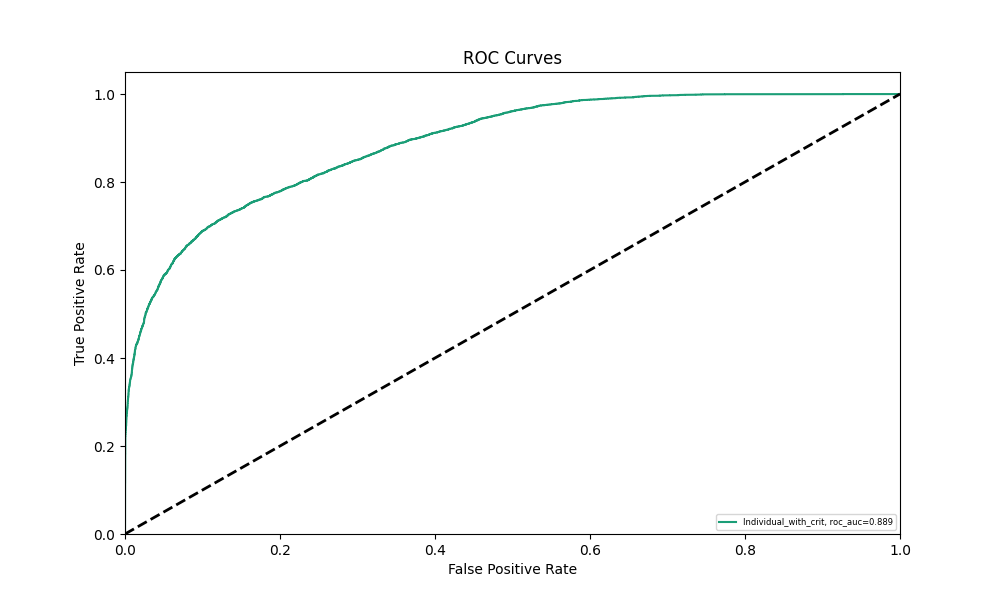 ROC Curves
True Positive Rate
1.0
0.8
0.6
0.4
0.2
0.0
Individual_with_crit, roc_auc=0.889
0.0 0.2 0.4 0.6 0.8 1.0
False Positive Rate